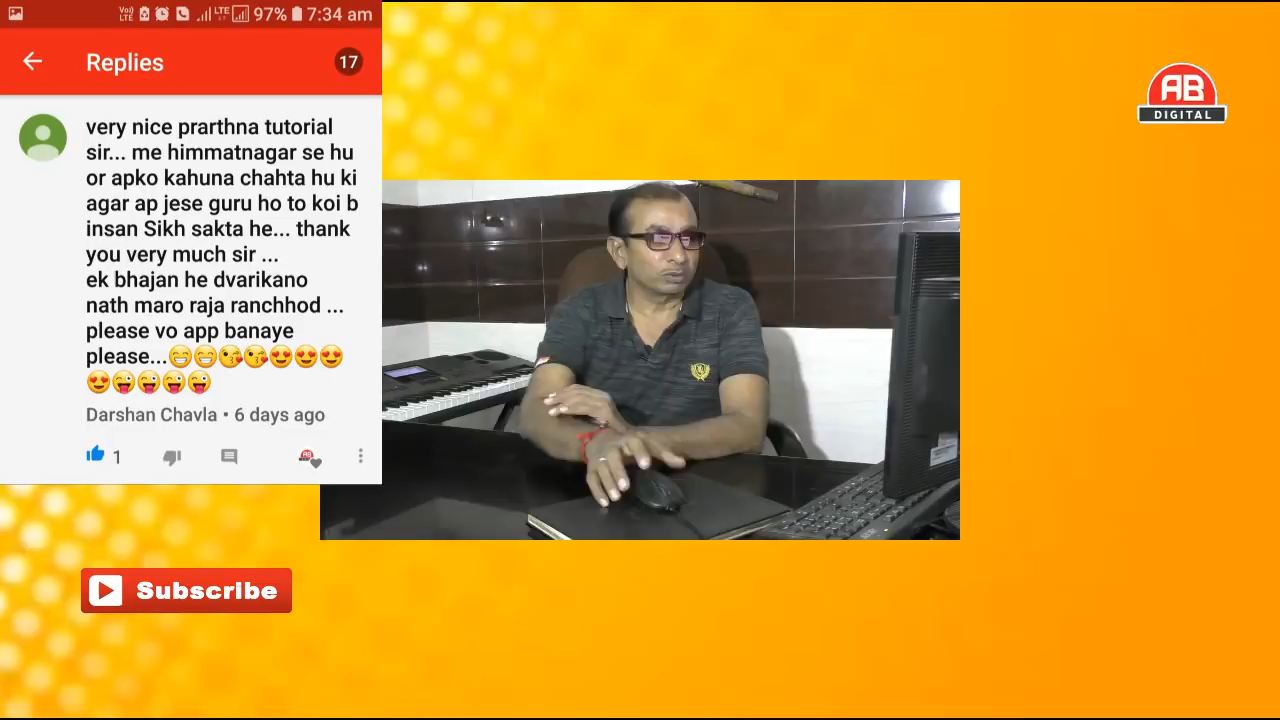 Vo)) LTE LTE 97% 7:34 am
Replies
17
very nice prarthna tutorial
sir... me himmatnagar se hu
or apko kahuna chahta hu ki
agar ap jese guru ho to koi b
insan Sikh sakta he... thank
you very much sir ...
ek bhajan he dvarikano
nath maro raja ranchhod ...
please vo app banaye
please...😁😁😘😘😍😍😍
😍😜😜😜😜
Darshan Chavla • 6 days ago
1
Subscribe
AB
DIGITAL